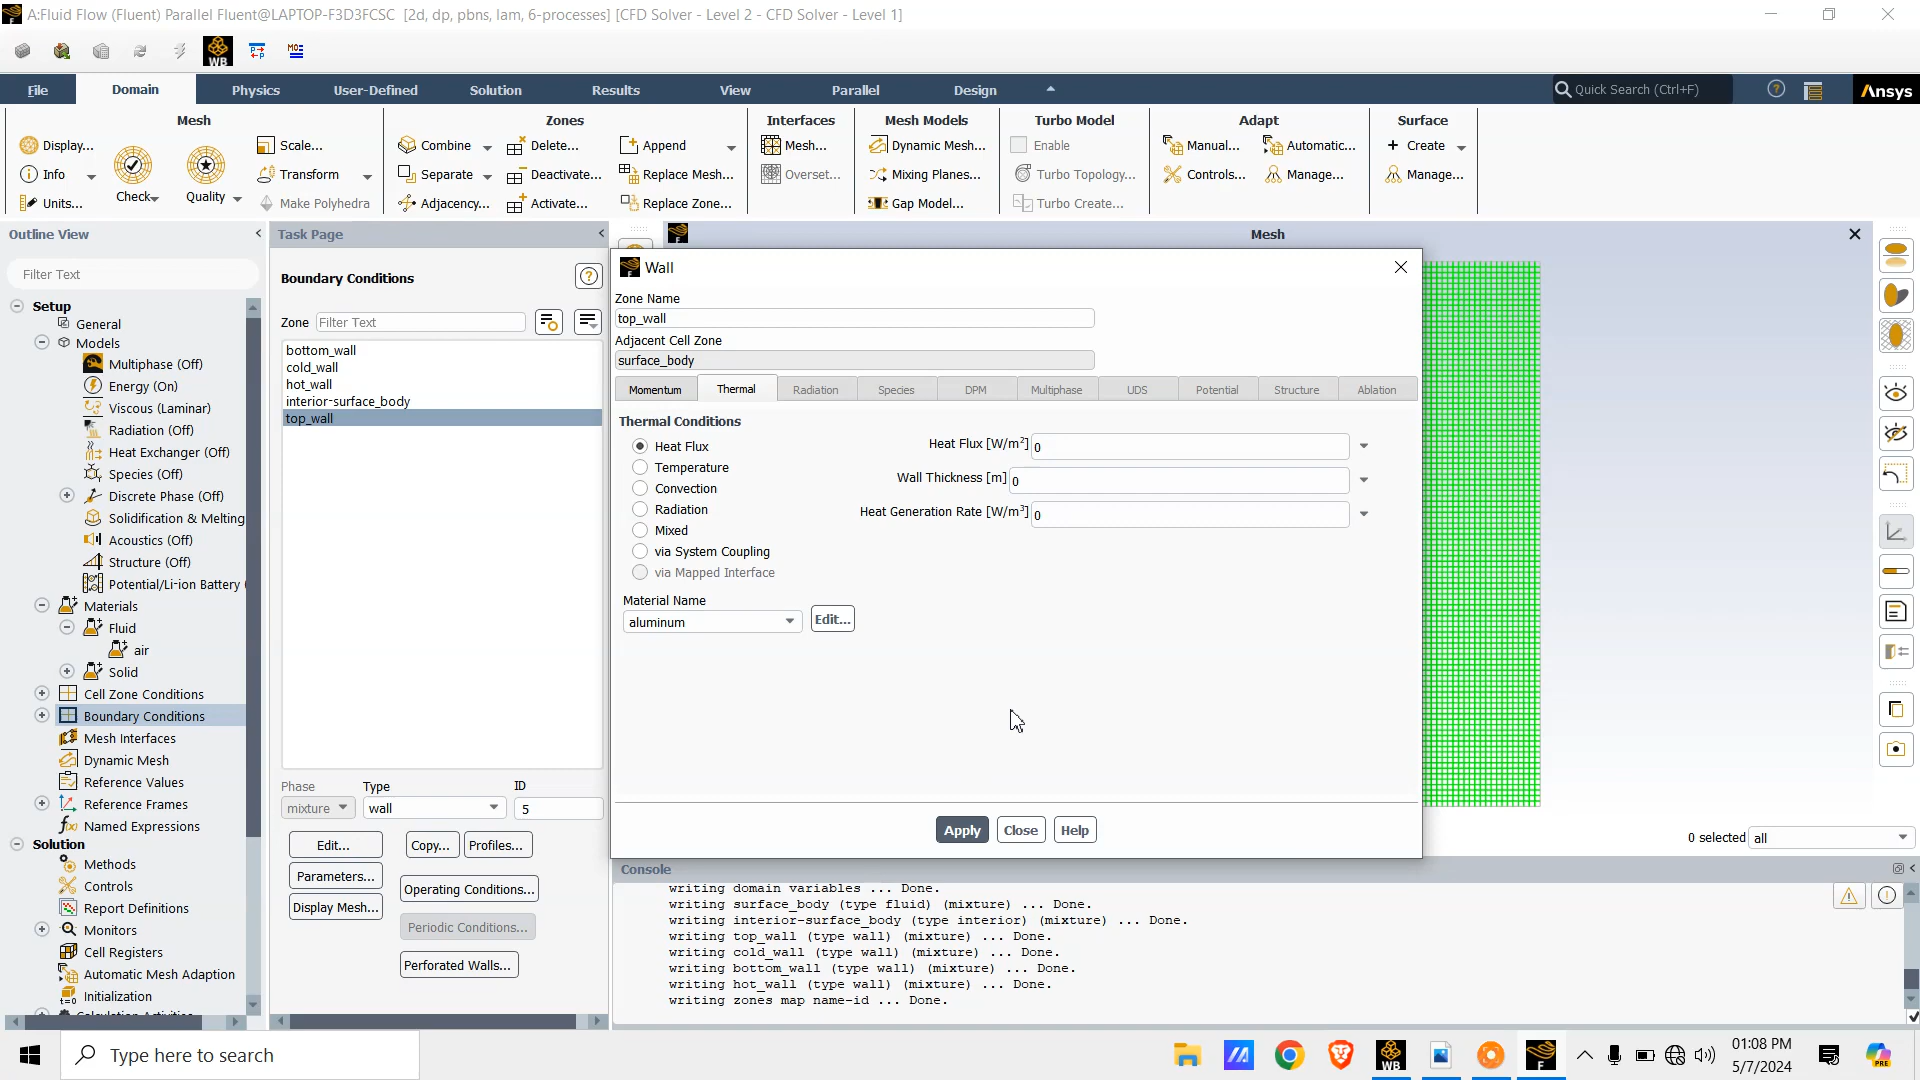 A:Fluid Flow (Fluent) Parallel Fluent@LAPTOP-F3D3FCSC [2d, dp, pbns, lam, 6-processes] [CFD Solver - Level 2 - CFD Solver - Level 1]
WB
File Domain Physics User-Defined Solution Results View Parallel Design Quick Search (Ctrl+F) Ansys
Mesh Zones Interfaces Mesh Models Turbo Model Adapt Surface
Display... Scale... Combine Delete... Append Mesh... Dynamic Mesh... Enable Manual... Automatic... Create
Info Check Quality Transform Separate Deactivate... Replace Mesh... Overset... Mixing Planes... Turbo Topology... Controls... Manage... Manage...
Units... Make Polyhedra Adjacency... Activate... Replace Zone... Gap Model... Turbo Create...
Outline View
Filter Text
Setup
General
Models
Multiphase (Off)
Energy (On)
Viscous (Laminar)
Radiation (Off)
Heat Exchanger (Off)
Species (Off)
Discrete Phase (Off)
Solidification & Melting
Acoustics (Off)
Structure (Off)
Potential/Li-ion Battery
Materials
Fluid
air
Solid
Cell Zone Conditions
Boundary Conditions
Mesh Interfaces
Dynamic Mesh
Reference Values
Reference Frames
Named Expressions
Solution
Methods
Controls
Report Definitions
Monitors
Cell Registers
Automatic Mesh Adaption
Initialization
Task Page
Boundary Conditions
Zone Filter Text
bottom_wall
cold_wall
hot_wall
interior-surface_body
top_wall
Phase Type ID
mixture wall 5
Edit... Copy... Profiles...
Parameters... Operating Conditions...
Display Mesh... Periodic Conditions...
Perforated Walls...
Mesh
Wall
Zone Name
top_wall
Adjacent Cell Zone
surface_body
Momentum Thermal Radiation Species DPM Multiphase UDS Potential Structure Ablation
Thermal Conditions
Heat Flux
Temperature
Convection
Radiation
Mixed
via System Coupling
via Mapped Interface
Heat Flux [W/m²] 0
Wall Thickness [m] 0
Heat Generation Rate [W/m³] 0
Material Name
aluminum Edit...
Apply Close Help
0 selected all
Console
writing domain variables ... Done.
writing surface_body (type fluid) (mixture) ... Done.
writing interior-surface_body (type interior) (mixture) ... Done.
writing top_wall (type wall) (mixture) ... Done.
writing cold_wall (type wall) (mixture) ... Done.
writing bottom_wall (type wall) (mixture) ... Done.
writing hot_wall (type wall) (mixture) ... Done.
writing zones map name-id ... Done.
Type here to search
WB
F
01:08 PM
5/7/2024
PRE